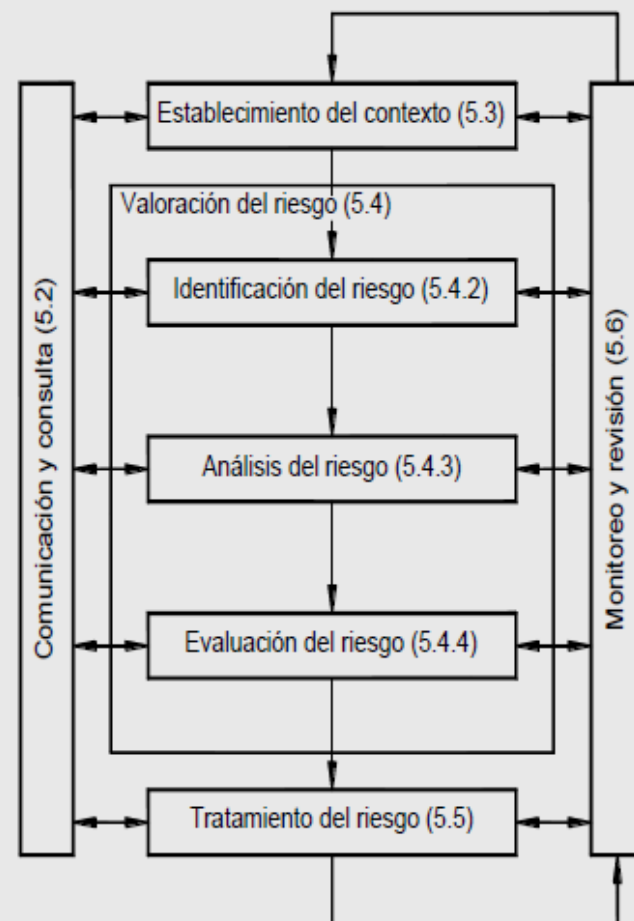 Establecimiento del contexto (5.3)
Valoración del riesgo (5.4)
Identificación del riesgo (5.4.2)
Análisis del riesgo (5.4.3)
Evaluación del riesgo (5.4.4)
Tratamiento del riesgo (5.5)
Comunicación y consulta (5.2)
Monitoreo y revisión (5.6)